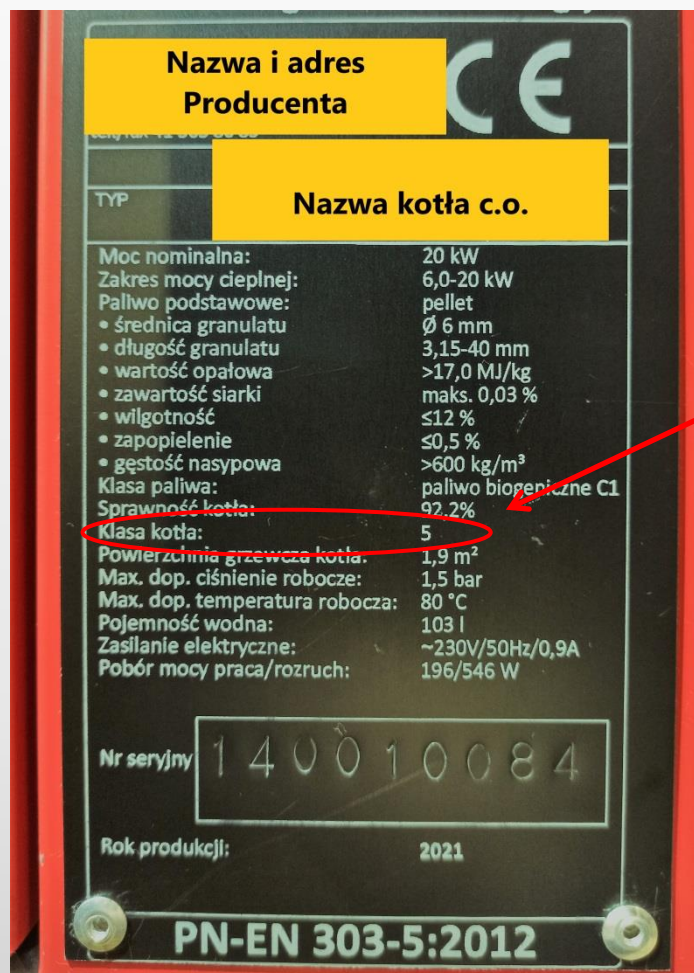 Nazwa i adres
Producenta
CE
TYP
Nazwa kotła c.o.
Moc nominalna: 20 kW
Zakres mocy cieplnej: 6,0-20 kW
Paliwo podstawowe: pellet
• średnica granulatu Ø 6 mm
• długość granulatu 3,15-40 mm
• wartość opałowa >17,0 MJ/kg
• zawartość siarki maks. 0,03 %
• wilgotność ≤12 %
• zapopielenie ≤0,5 %
• gęstość nasypowa >600 kg/m³
Klasa paliwa: paliwo biogeniczne C1
Sprawność kotła: 92,2%
Klasa kotła: 5
Powierzchnia grzewcza kotła: 1,9 m²
Max. dop. ciśnienie robocze: 1,5 bar
Max. dop. temperatura robocza: 80 °C
Pojemność wodna: 103 l
Zasilanie elektryczne: ~230V/50Hz/0,9A
Pobór mocy praca/rozruch: 196/546 W
Nr seryjny 140010084
Rok produkcji: 2021
PN-EN 303-5:2012